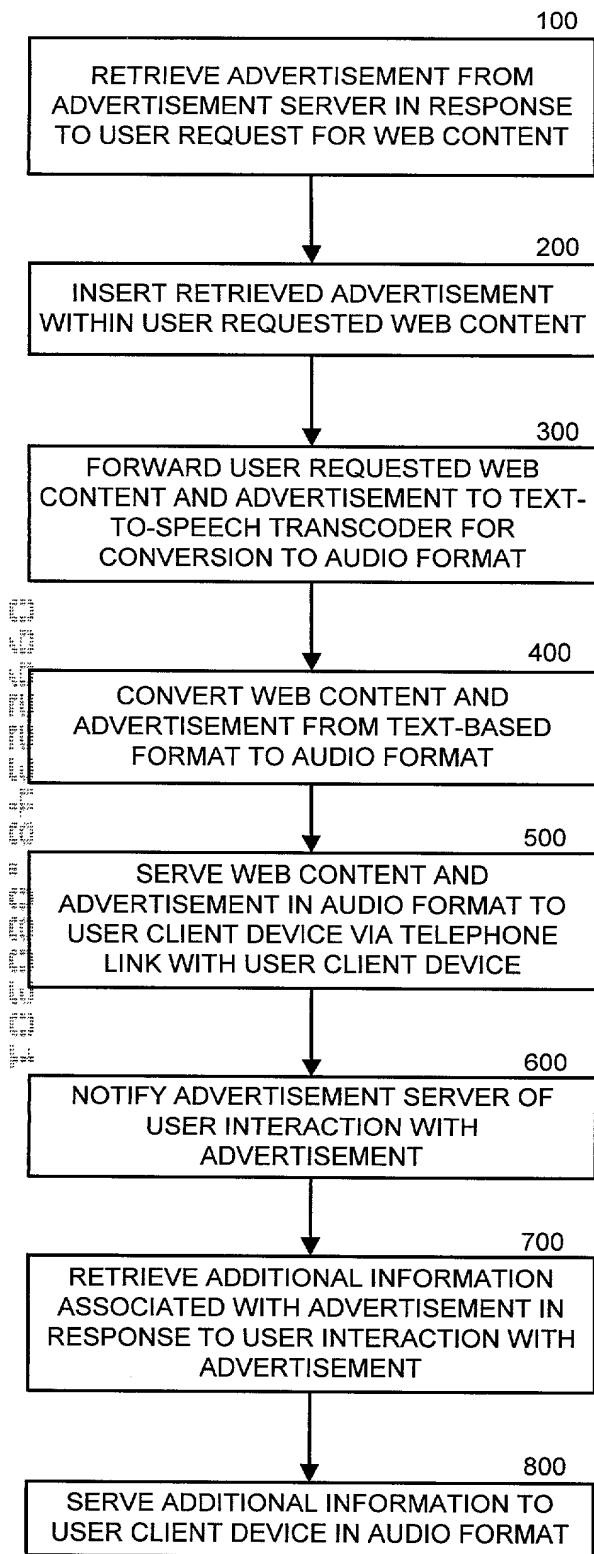 100
RETRIEVE ADVERTISEMENT FROM
ADVERTISEMENT SERVER IN RESPONSE
TO USER REQUEST FOR WEB CONTENT
200
INSERT RETRIEVED ADVERTISEMENT
WITHIN USER REQUESTED WEB CONTENT
300
FORWARD USER REQUESTED WEB
CONTENT AND ADVERTISEMENT TO TEXT-
TO-SPEECH TRANSCODER FOR
CONVERSION TO AUDIO FORMAT
400
CONVERT WEB CONTENT AND
ADVERTISEMENT FROM TEXT-BASED
FORMAT TO AUDIO FORMAT
500
SERVE WEB CONTENT AND
ADVERTISEMENT IN AUDIO FORMAT TO
USER CLIENT DEVICE VIA TELEPHONE
LINK WITH USER CLIENT DEVICE
600
NOTIFY ADVERTISEMENT SERVER OF
USER INTERACTION WITH
ADVERTISEMENT
700
RETRIEVE ADDITIONAL INFORMATION
ASSOCIATED WITH ADVERTISEMENT IN
RESPONSE TO USER INTERACTION WITH
ADVERTISEMENT
800
SERVE ADDITIONAL INFORMATION TO
USER CLIENT DEVICE IN AUDIO FORMAT